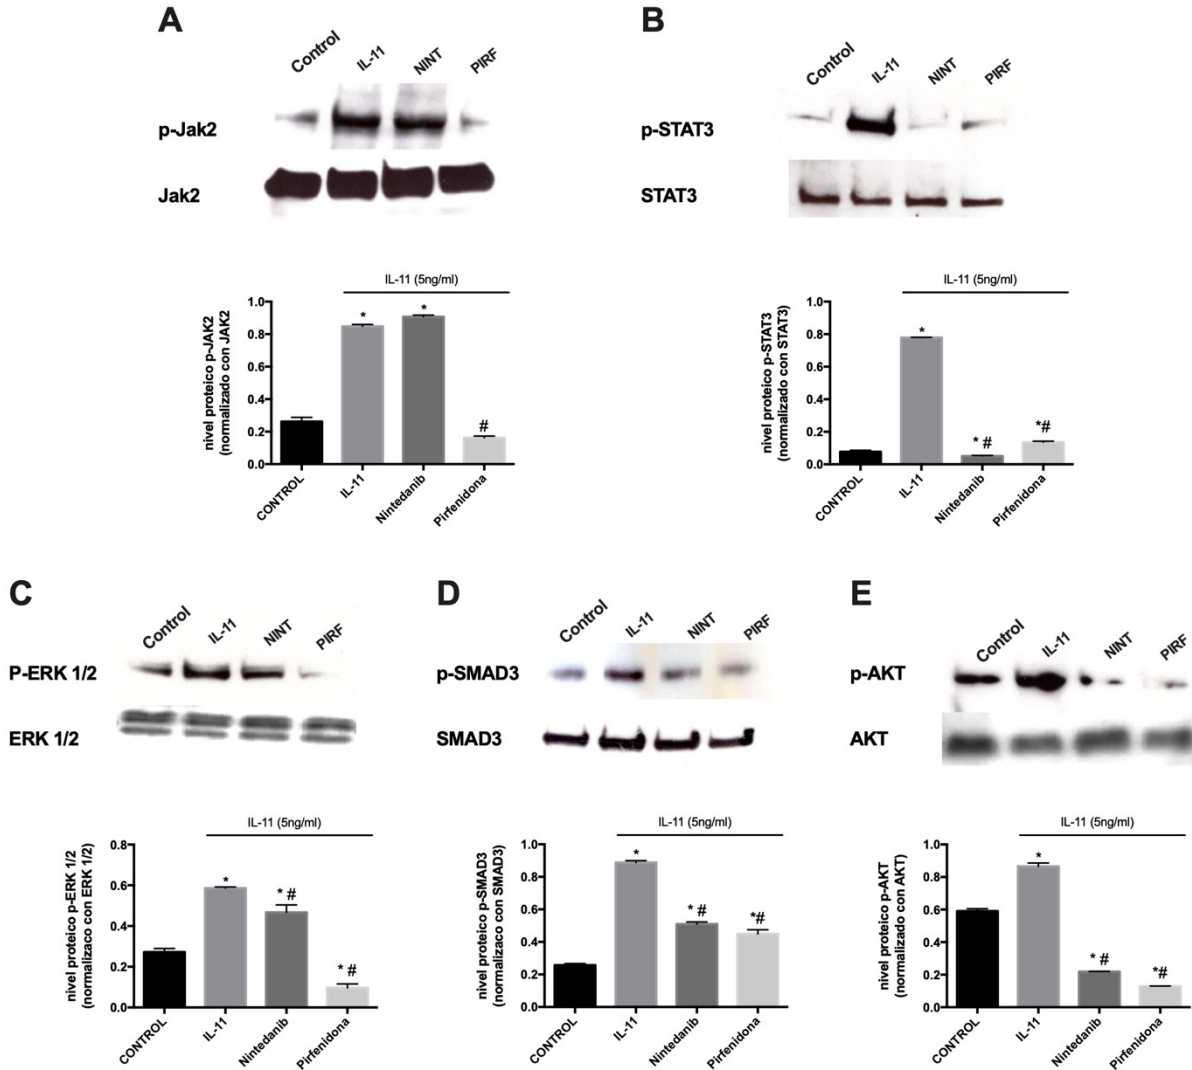 A
Control
IL-11
NINT
PIRF
p-Jak2
Jak2
IL-11 (5ng/ml)
nivel proteico p-JAK2
(normalizado con JAK2
1.0
0.8
0.6
0.4
0.2
0.0
*
*
#
CONTROL
IL-11
Nintedanib
Pirfenidona
B
Control
IL-11
NINT
PIRF
p-STAT3
STAT3
IL-11 (5ng/ml)
nivel proteico p-STAT3
(normalizado con STAT3)
1.0
0.8
0.6
0.4
0.2
0.0
*
* #
*#
CONTROL
IL-11
Nintedanib
Pirfenidona
C
Control
IL-11
NINT
PIRF
P-ERK 1/2
ERK 1/2
IL-11 (5ng/ml)
nivel proteico p-ERK 1/2
(normalizaco con ERK 1/2)
0.8
0.6
0.4
0.2
0.0
*
* #
* #
CONTROL
IL-11
Nintedanib
Pirfenidona
D
Control
IL-11
NINT
PIRF
p-SMAD3
SMAD3
IL-11 (5ng/ml)
nivel proteico p-SMAD3
(normalizaco con SMAD3)
1.0
0.8
0.6
0.4
0.2
0.0
*
* #
*#
CONTROL
IL-11
Nintedanib
Pirfenidona
E
Control
IL-11
NINT
PIRF
p-AKT
AKT
IL-11 (5ng/ml)
nivel proteico p-AKT
(normalizado con AKT)
1.0
0.8
0.6
0.4
0.2
0.0
*
* #
*#
CONTROL
IL-11
Nintedanib
Pirfenidona